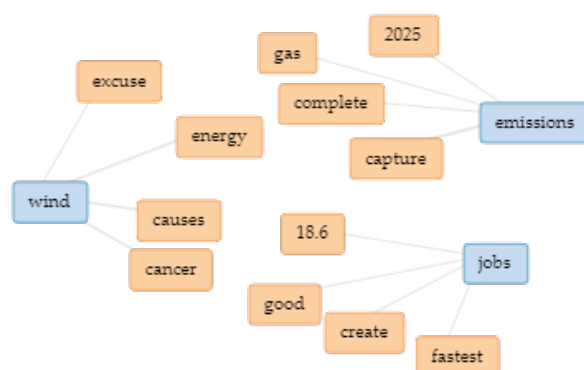 2025
gas
excuse
complete
emissions
energy
capture
wind
causes
18.6
cancer
jobs
good
create
fastest